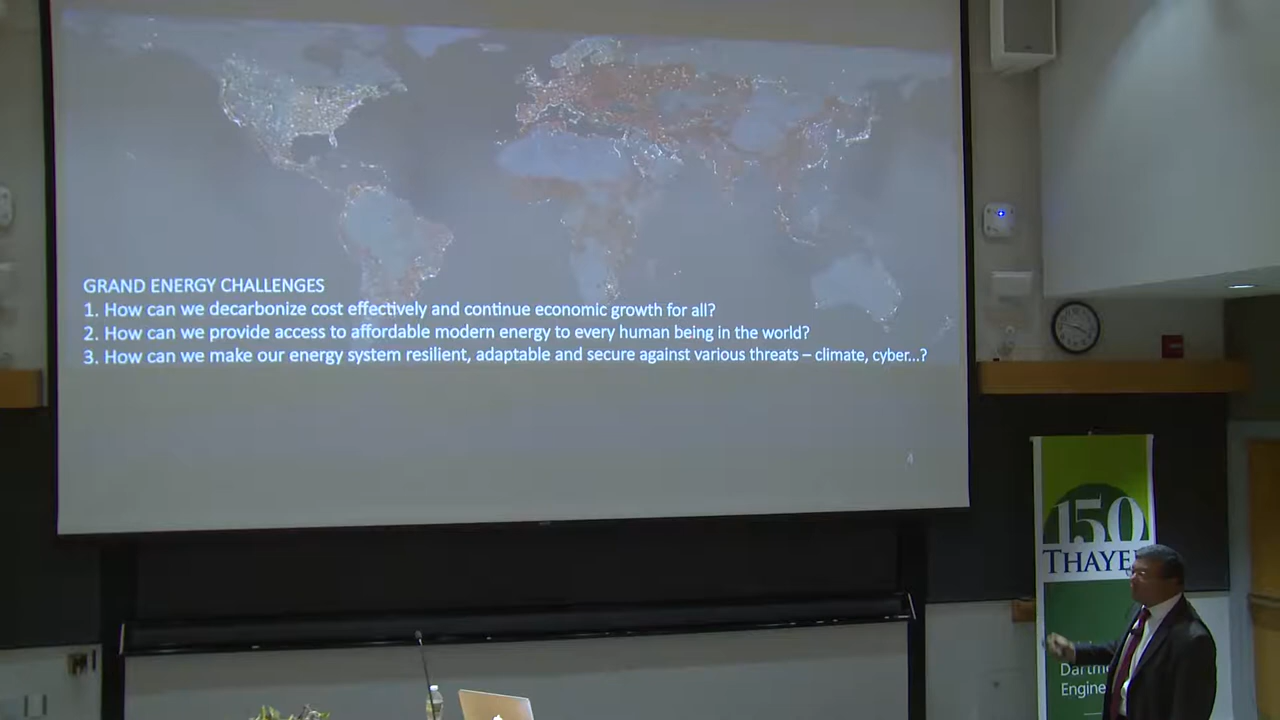 GRAND ENERGY CHALLENGES
1. How can we decarbonize cost effectively and continue economic growth for all?
2. How can we provide access to affordable modern energy to every human being in the world?
3. How can we make our energy system resilient, adaptable and secure against various threats – climate, cyber...?
4
150
THAYE
Dartm
Engine